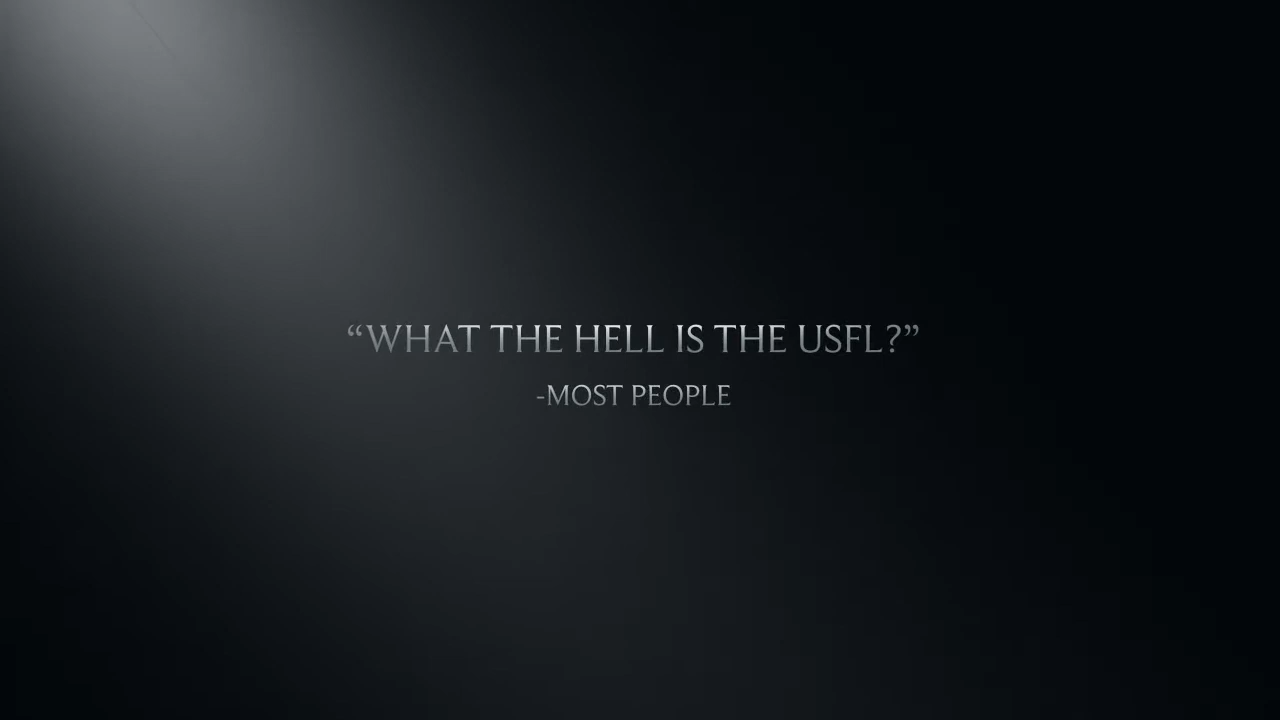 “WHAT THE HELL IS THE USFL?”
-MOST PEOPLE